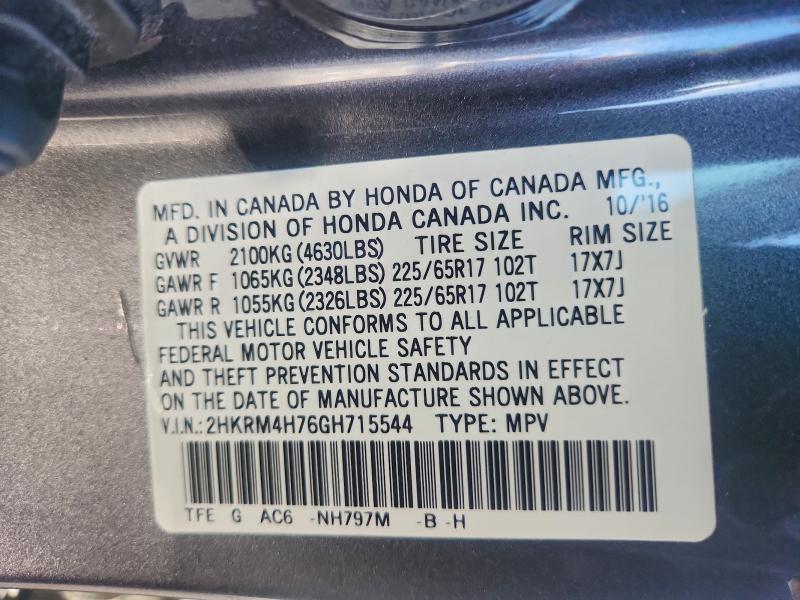 MFD. IN CANADA BY HONDA OF CANADA MFG.,
A DIVISION OF HONDA CANADA INC. 10/'16
GVWR 2100KG(4630LBS) TIRE SIZE RIM SIZE
GAWR F 1065KG(2348LBS) 225/65R17 102T 17X7J
GAWR R 1055KG(2326LBS) 225/65R17 102T 17X7J
THIS VEHICLE CONFORMS TO ALL APPLICABLE
FEDERAL MOTOR VEHICLE SAFETY
AND THEFT PREVENTION STANDARDS IN EFFECT
ON THE DATE OF MANUFACTURE SHOWN ABOVE.
V.I.N.: 2HKRM4H76GH715544 TYPE: MPV
TFE G AC6 -NH797M -B -H